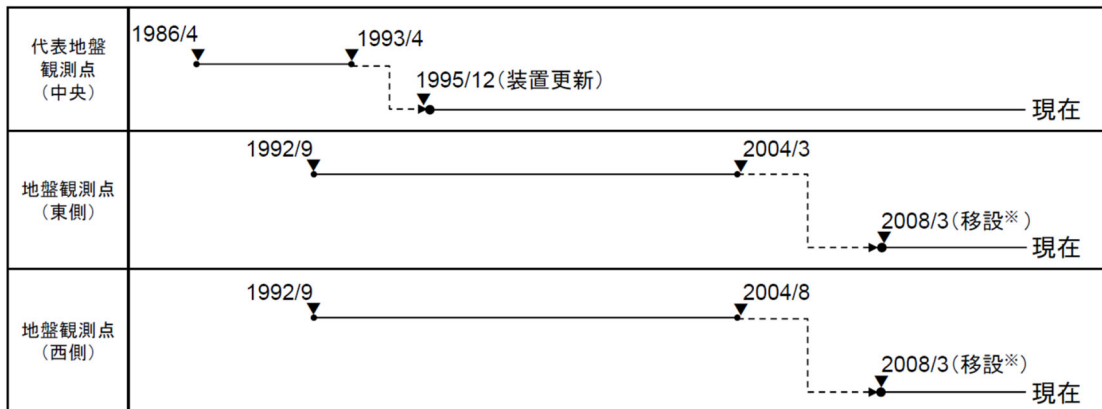 代表地盤
観測点
(中央)
1986/4
1993/4
1995/12(装置更新)
現在
地盤観測点
(東側)
1992/9
2004/3
2008/3(移設※)
現在
地盤観測点
(西側)
1992/9
2004/8
2008/3(移設※)
現在